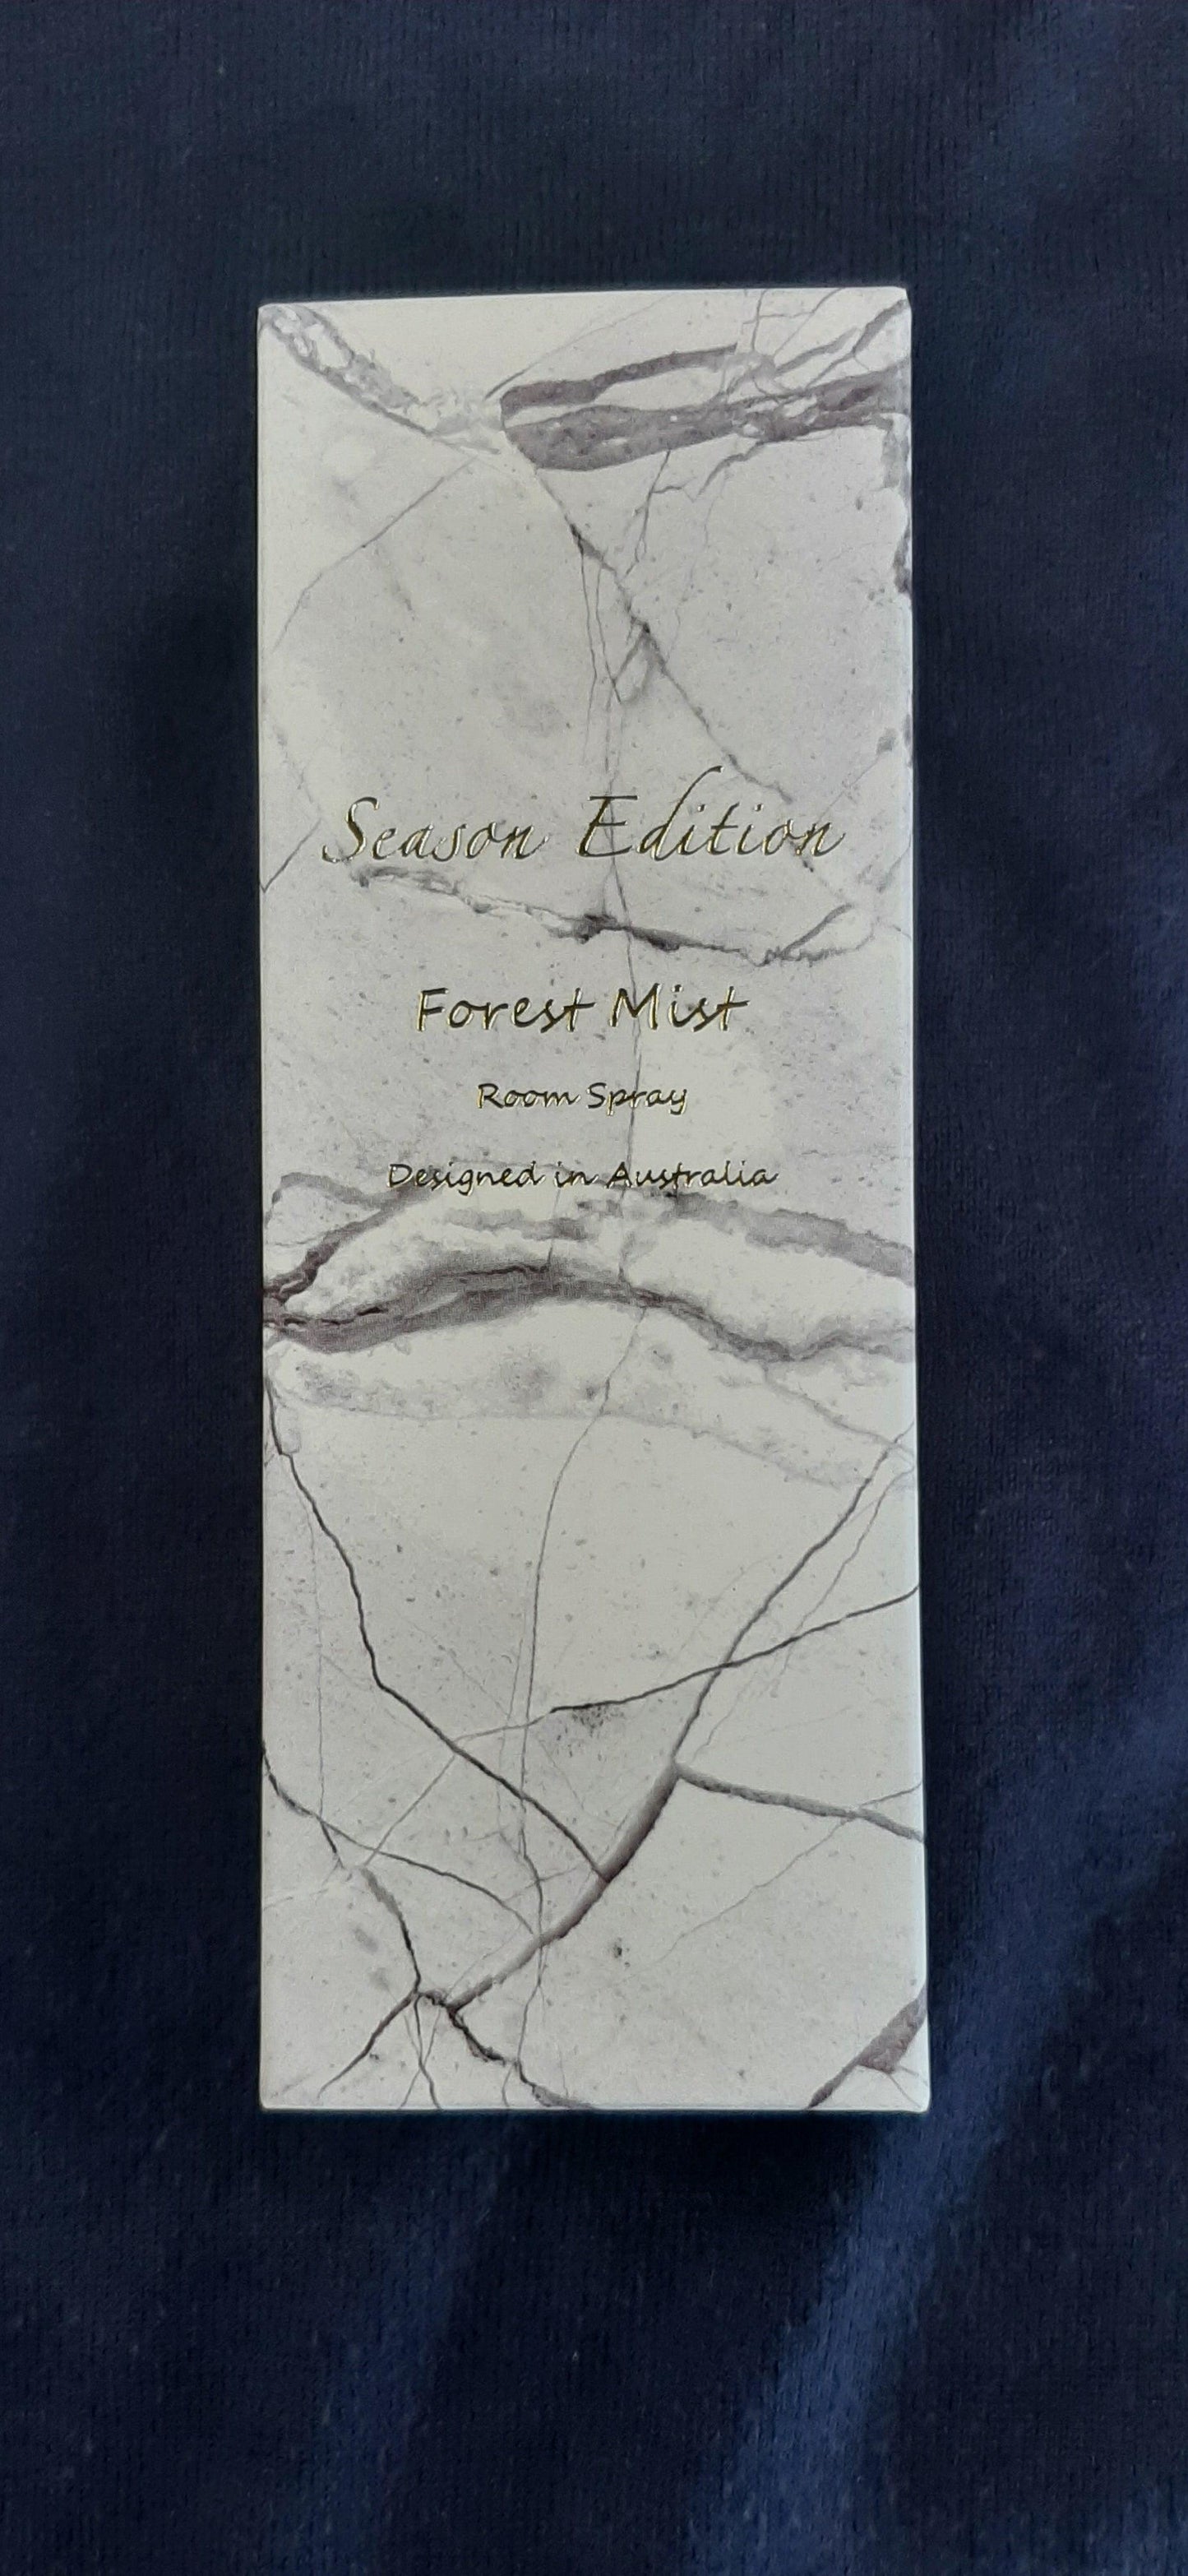 Season Edition
Forest Mist
Room Spray
Designed in Australia